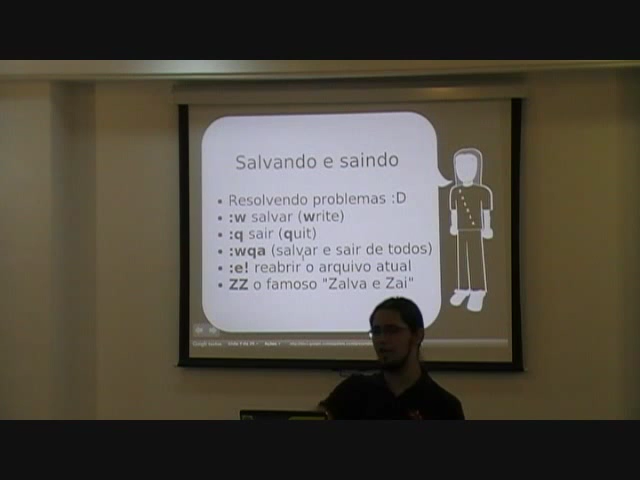 Salvando e saindo
• Resolvendo problemas :D
• :w salvar (write)
• :q sair (quit)
• :wqa (salvar e sair de todos)
• :e! reabrir o arquivo atual
• ZZ o famoso "Zalva e Zai"